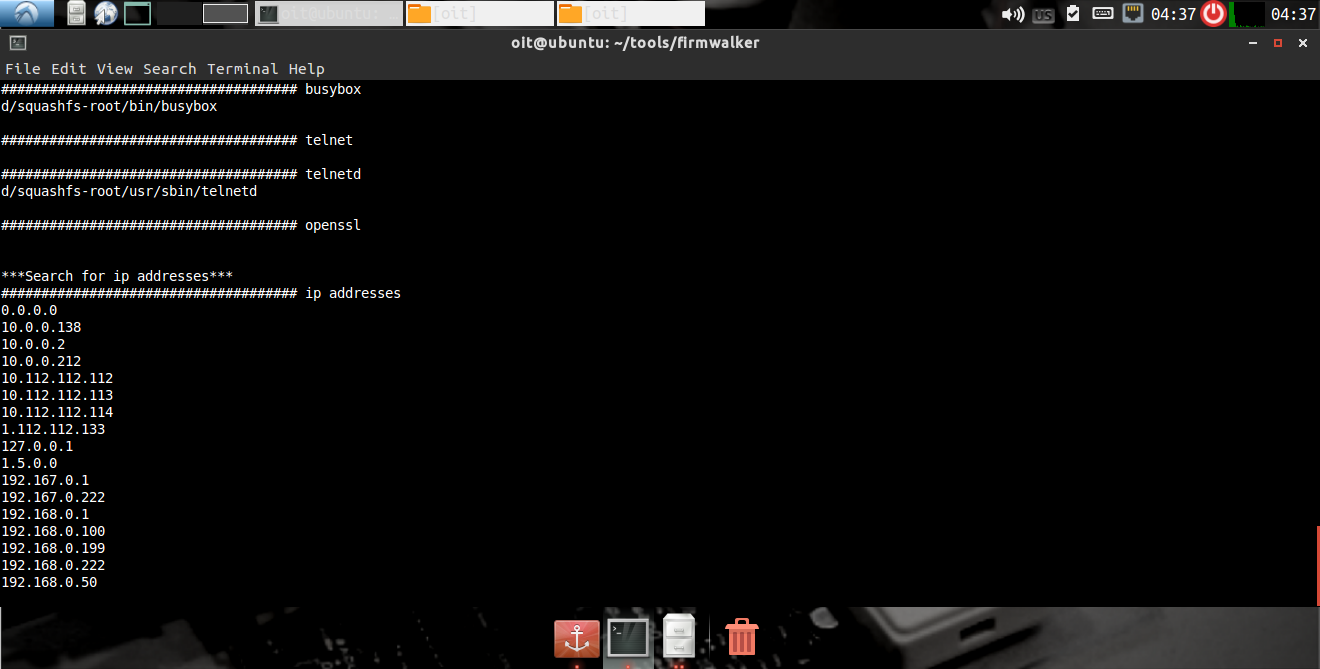 oit@ubuntu: ~
[oit]
[oit]
US
04:37
04:37
oit@ubuntu: ~/tools/firmwalker
File Edit View Search Terminal Help
##################################### busybox
d/squashfs-root/bin/busybox
##################################### telnet
##################################### telnetd
d/squashfs-root/usr/sbin/telnetd
##################################### openssl
***Search for ip addresses***
##################################### ip addresses
0.0.0.0
10.0.0.138
10.0.0.2
10.0.0.212
10.112.112.112
10.112.112.113
10.112.112.114
1.112.112.133
127.0.0.1
1.5.0.0
192.167.0.1
192.167.0.222
192.168.0.1
192.168.0.100
192.168.0.199
192.168.0.222
192.168.0.50